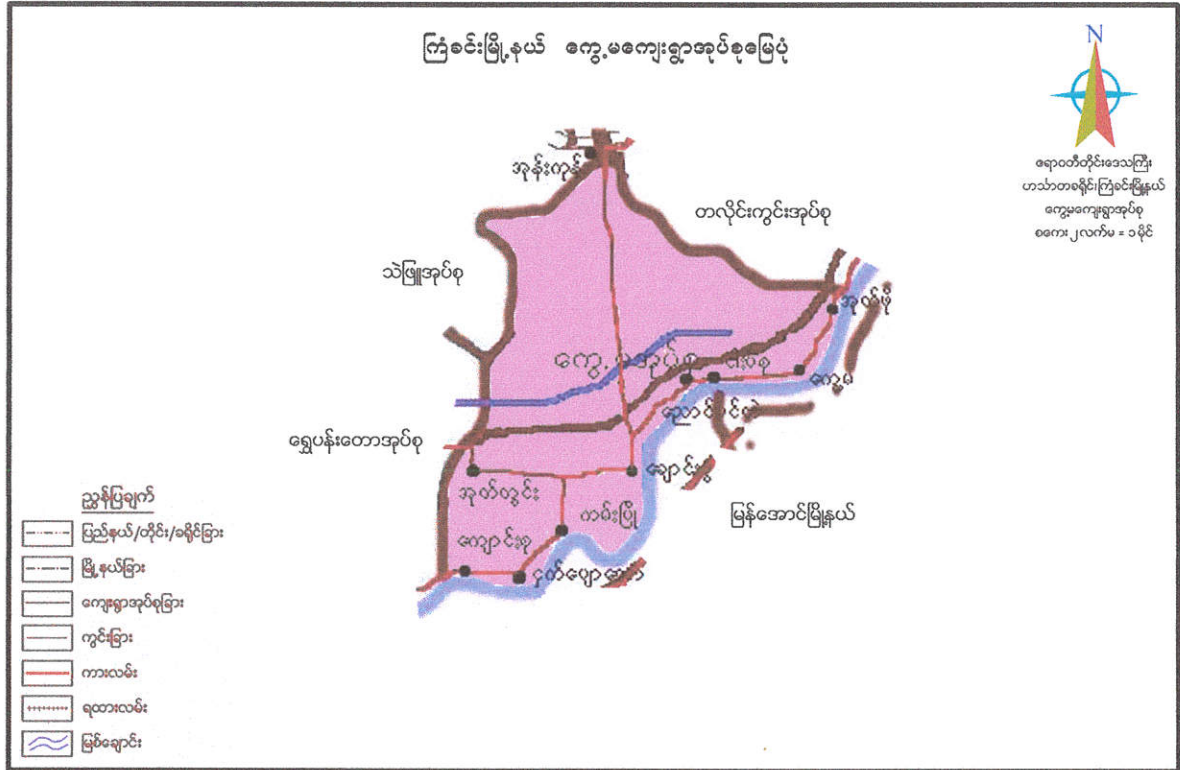 ကြံခင်းမြို့နယ် ကွေ့မကျေးရွာအုပ်စုမြေပုံ
N
ဧရာဝတီတိုင်းဒေသကြီး
ဟင်္သာတခရိုင်၊ကြံခင်းမြို့နယ်
ကွေ့မကျေးရွာအုပ်စု
စကေး၂လက်မ = ၁မိုင်
အုန်းကုန်
တလိုင်းကွင်းအုပ်စု
သဲဖြူအုပ်စု
အုတ်ဖို
ကွေ့မအုပ်စု
ကွေ့မ
ရွှေပန်းတောအုပ်စု
ချောင်း
အုတ်တွင်း
ကမ်းပြို
မြန်အောင်မြို့နယ်
ကျောင်းစု
ငှက်ပျောတော
ညွှန်ပြချက်
ပြည်နယ်/တိုင်း/ခရိုင်ခြား
မြို့နယ်ခြား
ကျေးရွာအုပ်စုခြား
ကွင်းခြား
ကားလမ်း
ရထားလမ်း
မြစ်ချောင်း